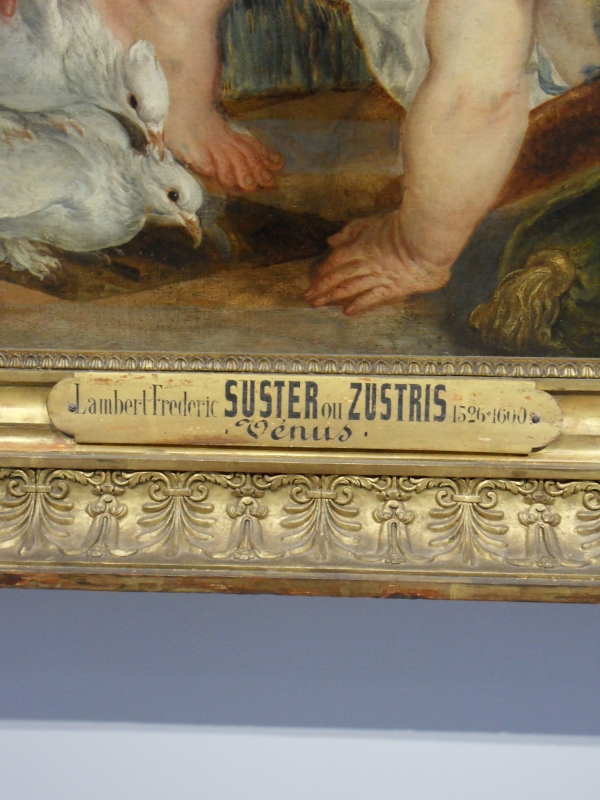 Lambert-Frederic SUSTER ou ZUSTRIS 1526-1600
Vénus.